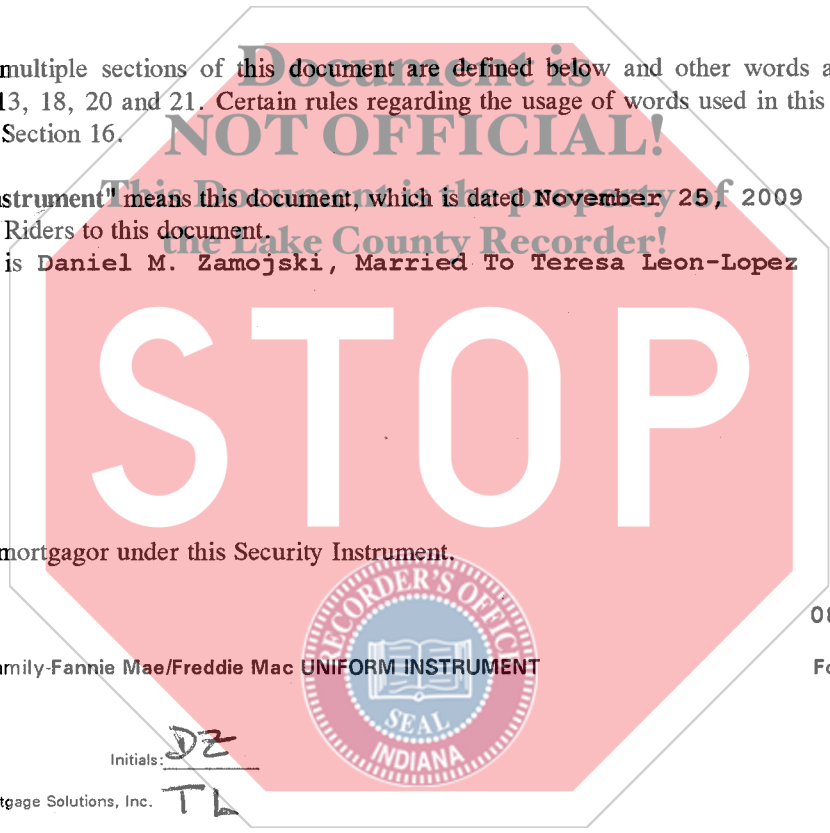 Document is
multiple sections of this document are defined below and other words a
13, 18, 20 and 21. Certain rules regarding the usage of words used in this
Section 16.
NOT OFFICIAL!
strument" means this document, which is dated November 25, 2009
This Document is the property of
Riders to this document.
the Lake County Recorder!
is Daniel M. Zamojski, Married To Teresa Leon-Lopez
STOP
mortgagor under this Security Instrument.
RECORDER'S OFFICE
SEAL
INDIANA
08
amily-Fannie Mae/Freddie Mac UNIFORM INSTRUMENT
Fo
Initials: DZ
tgage Solutions, Inc. TL